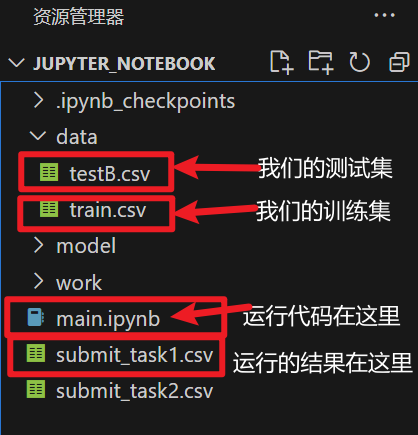 资源管理器
JUPYTER_NOTEBOOK
.ipynb_checkpoints
data
testB.csv 我们的测试集
train.csv 我们的训练集
model
work
main.ipynb 运行代码在这里
submit_task1.csv 运行的结果在这里
submit_task2.csv